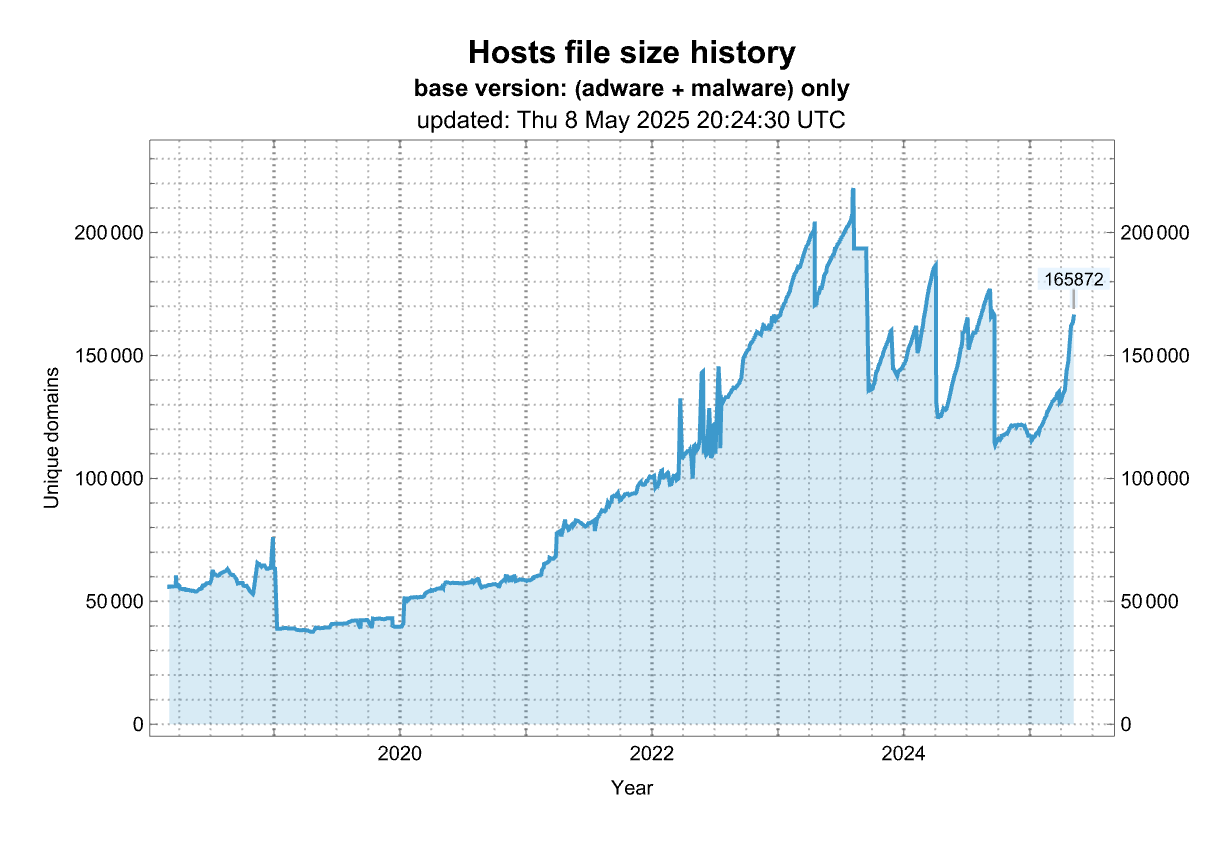 Hosts file size history
base version: (adware + malware) only
updated: Thu 8 May 2025 20:24:30 UTC
200 000
200 000
165872
150 000
150 000
Unique domains
100 000
100 000
50 000
50 000
0
0
2020
2022
2024
Year